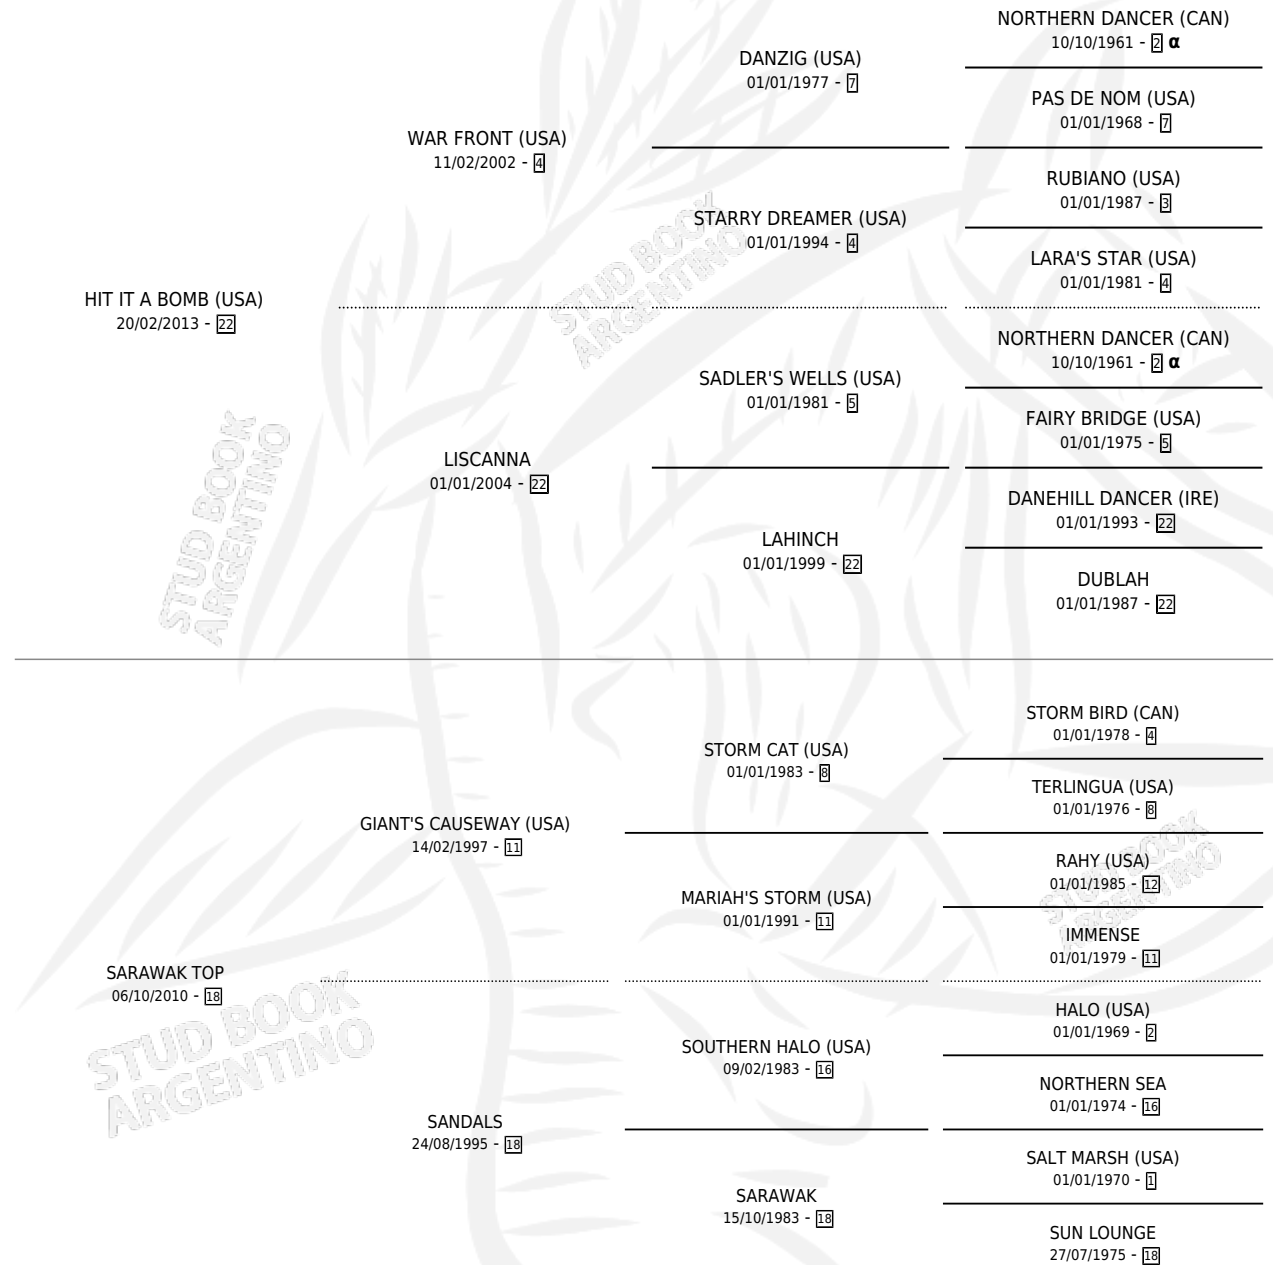 NORTHERN DANCER (CAN)
10/10/1961 - 2 α
DANZIG (USA)
01/01/1977 - 7
PAS DE NOM (USA)
01/01/1968 - 7
WAR FRONT (USA)
11/02/2002 - 4
RUBIANO (USA)
01/01/1987 - 3
STARRY DREAMER (USA)
01/01/1994 - 4
LARA'S STAR (USA)
01/01/1981 - 4
HIT IT A BOMB (USA)
20/02/2013 - 22
NORTHERN DANCER (CAN)
10/10/1961 - 2 α
SADLER'S WELLS (USA)
01/01/1981 - 5
FAIRY BRIDGE (USA)
01/01/1975 - 5
LISCANNA
01/01/2004 - 22
DANEHILL DANCER (IRE)
01/01/1993 - 22
LAHINCH
01/01/1999 - 22
DUBLAH
01/01/1987 - 22
STORM BIRD (CAN)
01/01/1978 - 4
STORM CAT (USA)
01/01/1983 - 8
TERLINGUA (USA)
01/01/1976 - 8
GIANT'S CAUSEWAY (USA)
14/02/1997 - 11
RAHY (USA)
01/01/1985 - 12
MARIAH'S STORM (USA)
01/01/1991 - 11
IMMENSE
01/01/1979 - 11
SARAWAK TOP
06/10/2010 - 18
HALO (USA)
01/01/1969 - 2
SOUTHERN HALO (USA)
09/02/1983 - 16
NORTHERN SEA
01/01/1974 - 16
SANDALS
24/08/1995 - 18
SALT MARSH (USA)
01/01/1970 - 1
SARAWAK
15/10/1983 - 18
SUN LOUNGE
27/07/1975 - 18
STUD BOOK
ARGENTINO
STUD BOOK
ARGENTINO
STUD BOOK
ARGENTINO
STUD BOOK
ARGENTINO